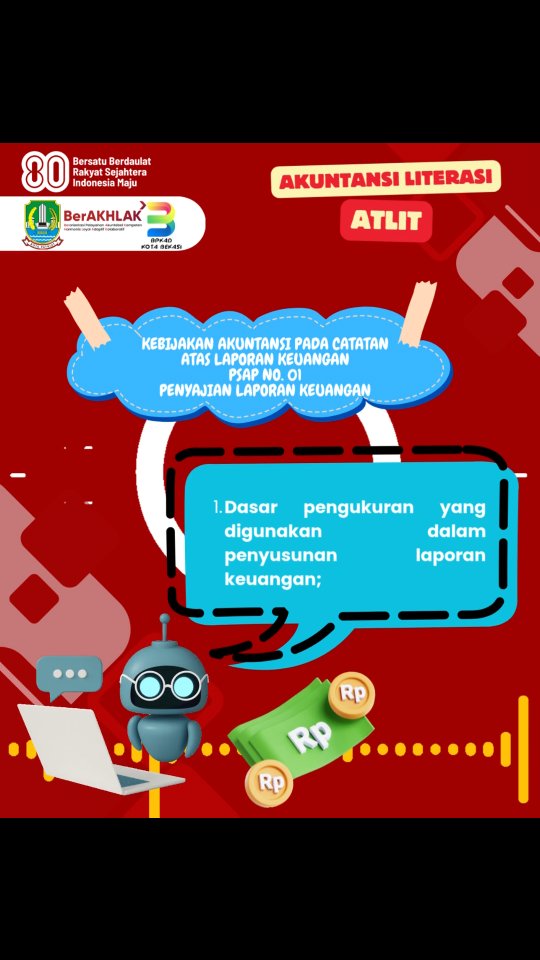 80
Bersatu Berdaulat
Rakyat Sejahtera
Indonesia Maju
AKUNTANSI LITERASI
ATLIT
BerAKHLAK
BPKAD
KOTA BEKASI
KEBIJAKAN AKUNTANSI PADA CATATAN
ATAS LAPORAN KEUANGAN
PSAP NO. 01
PENYAJIAN LAPORAN KEUANGAN
1. Dasar pengukuran yang
digunakan dalam
penyusunan laporan
keuangan;
Rp
Rp
Rp